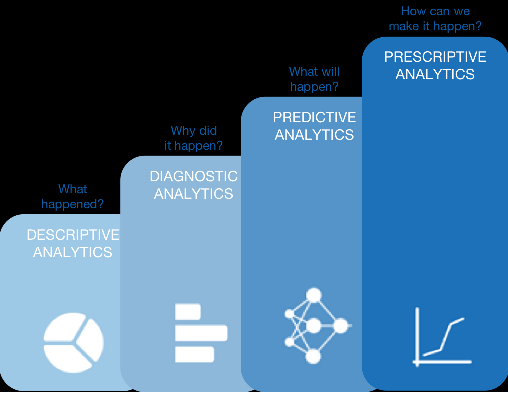 How can we
make it happen?
PRESCRIPTIVE
ANALYTICS
What will
happen?
PREDICTIVE
ANALYTICS
Why did
it happen?
DIAGNOSTIC
ANALYTICS
What
happened?
DESCRIPTIVE
ANALYTICS